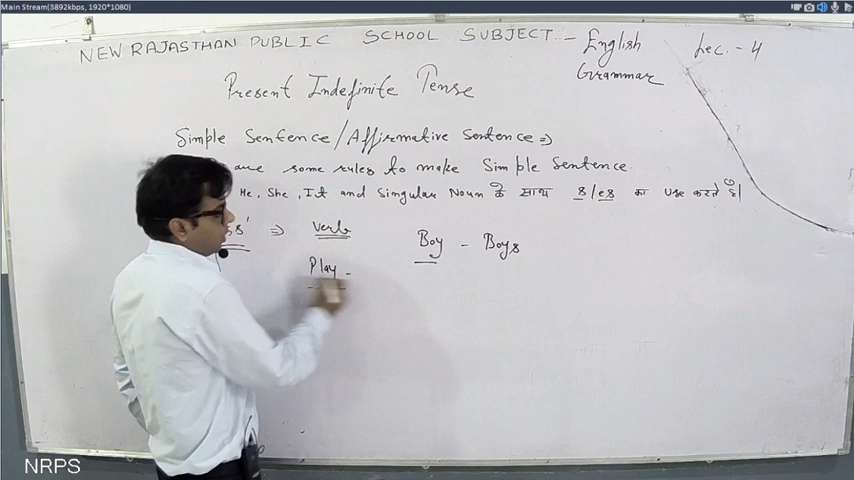 Main Stream(3892kbps, 1920*1080)
NEW RAJASTHAN PUBLIC SCHOOL SUBJECT - English Grammar Lec. - 4
Present Indefinite Tense
Simple Sentence/Affirmative Sentence ⇒
are some rules to make Simple Sentence.
He, She, It and Singular Noun के साथ s/es का use करते है|
s' ⇒ Verb Boy - Boys
Play -
NRPS